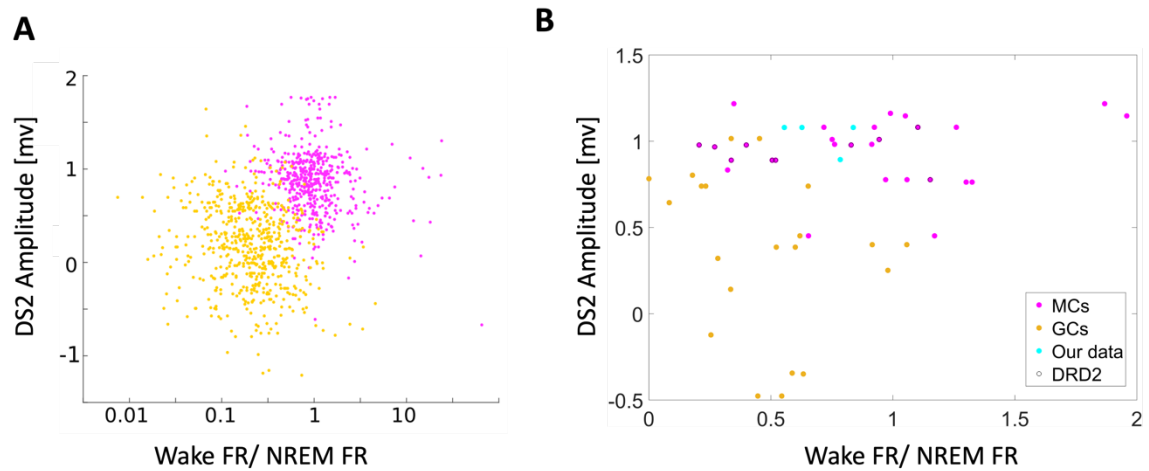 A
DS2 Amplitude [mv]
2
1
0
-1
0.01
0.1
1
10
Wake FR/ NREM FR
B
DS2 Amplitude [mv]
1.5
1
0.5
0
-0.5
0
0.5
1
1.5
2
Wake FR/ NREM FR
MCs
GCs
Our data
DRD2